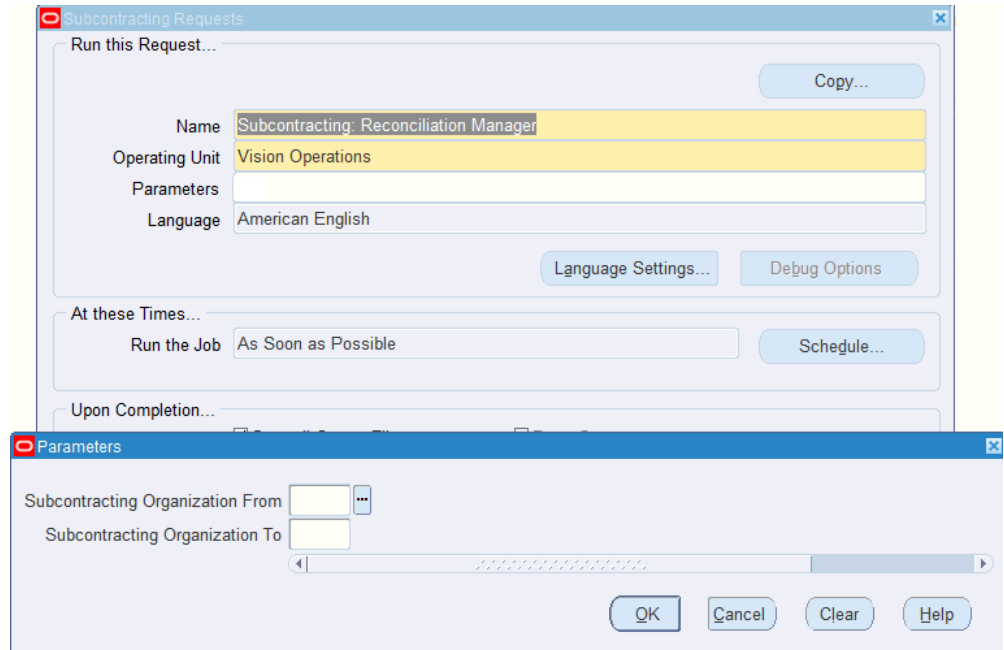 Subcontracting Requests
Run this Request...
Copy...
Name Subcontracting: Reconciliation Manager
Operating Unit Vision Operations
Parameters
Language American English
Language Settings... Debug Options
At these Times...
Run the Job As Soon as Possible Schedule...
Upon Completion...
Parameters
Subcontracting Organization From ...
Subcontracting Organization To
OK Cancel Clear Help